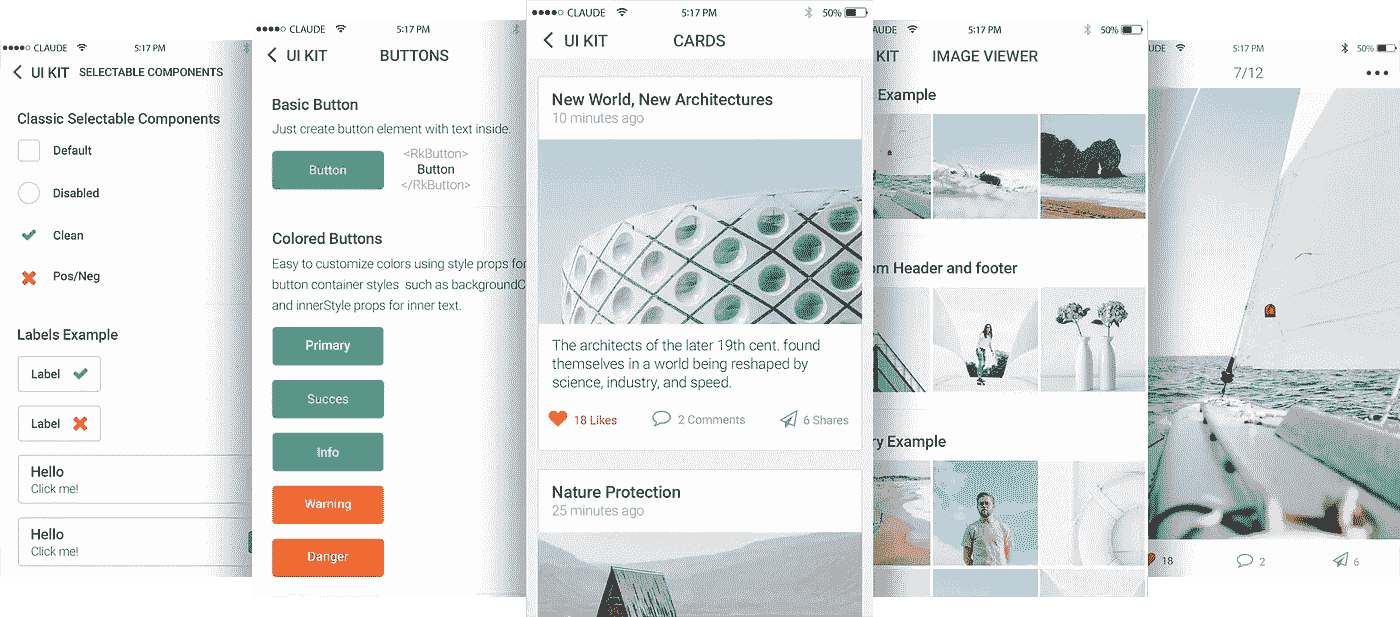 CLAUDE
5:17 PM
UI KIT
SELECTABLE COMPONENTS
Classic Selectable Components
Default
Disabled
Clean
Pos/Neg
Labels Example
Label
Label
Hello
Click me!
Hello
Click me!
CLAUDE
5:17 PM
UI KIT
BUTTONS
Basic Button
Just create button element with text inside.
Button
<RkButton>
Button
</RkButton>
Colored Buttons
Easy to customize colors using style props for
button container styles such as backgroundC
and innerStyle props for inner text.
Primary
Succes
Info
Warning
Danger
CLAUDE
5:17 PM
50%
UI KIT
CARDS
New World, New Architectures
10 minutes ago
The architects of the later 19th cent. found
themselves in a world being reshaped by
science, industry, and speed.
18 Likes
2 Comments
6 Shares
Nature Protection
25 minutes ago
AUDE
5:17 PM
50%
KIT
IMAGE VIEWER
Example
om Header and footer
ry Example
UDE
5:17 PM
50%
7/12
18
2
6